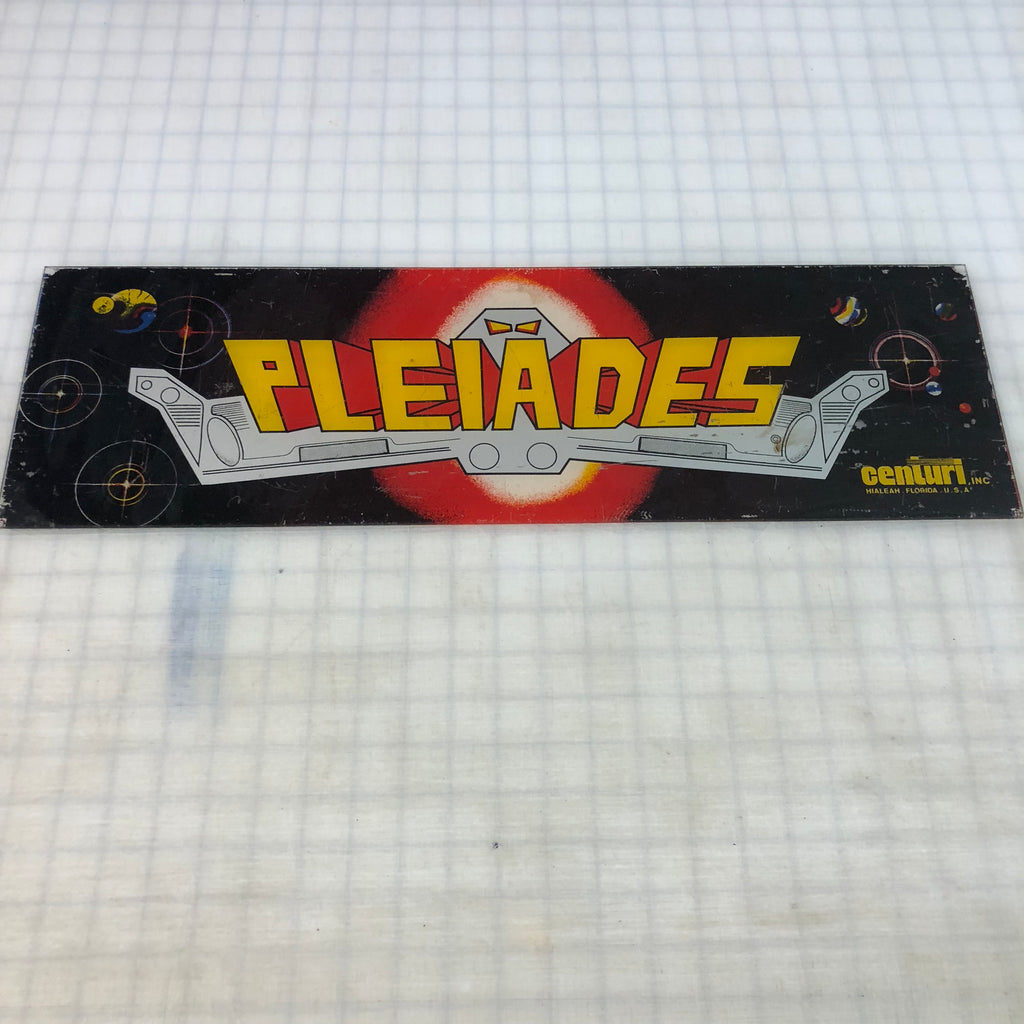 PLEIADES
centuri, INC
HIALEAH . FLORIDA . U.S.A